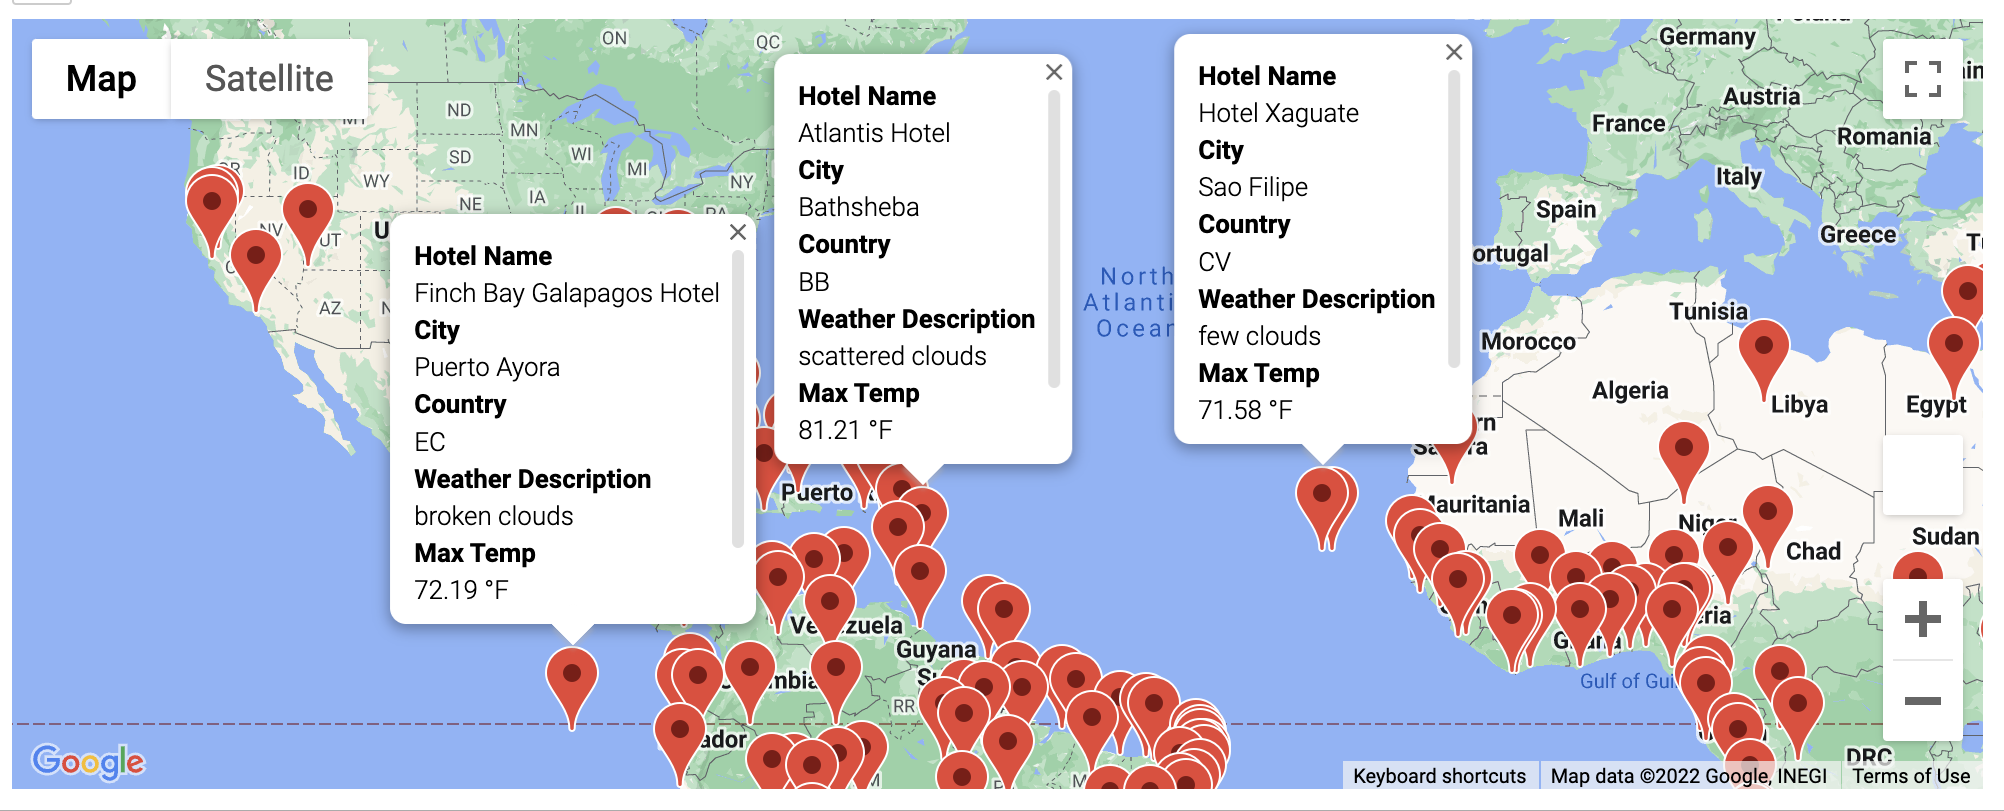 Map
Satellite
ON
QC
ND
MN
SD
WI
MI
ID
WY
NE
IA
NY
NV
UT
AZ
Hotel Name
Finch Bay Galapagos Hotel
City
Puerto Ayora
Country
EC
Weather Description
broken clouds
Max Temp
72.19 °F
Hotel Name
Atlantis Hotel
City
Bathsheba
Country
BB
Weather Description
scattered clouds
Max Temp
81.21 °F
Hotel Name
Hotel Xaguate
City
Sao Filipe
Country
CV
Weather Description
few clouds
Max Temp
71.58 °F
North
Atlanti
Ocean
Germany
Austria
France
Romania
Italy
Spain
ortugal
Greece
Tunisia
Morocco
Algeria
Libya
Egypt
Mauritania
Mali
Niger
Chad
Sudan
Puerto
Venezuela
Guyana
RR
ador
Ghana
Gulf of Gui
DRC
Google
Keyboard shortcuts
Map data ©2022 Google, INEGI
Terms of Use